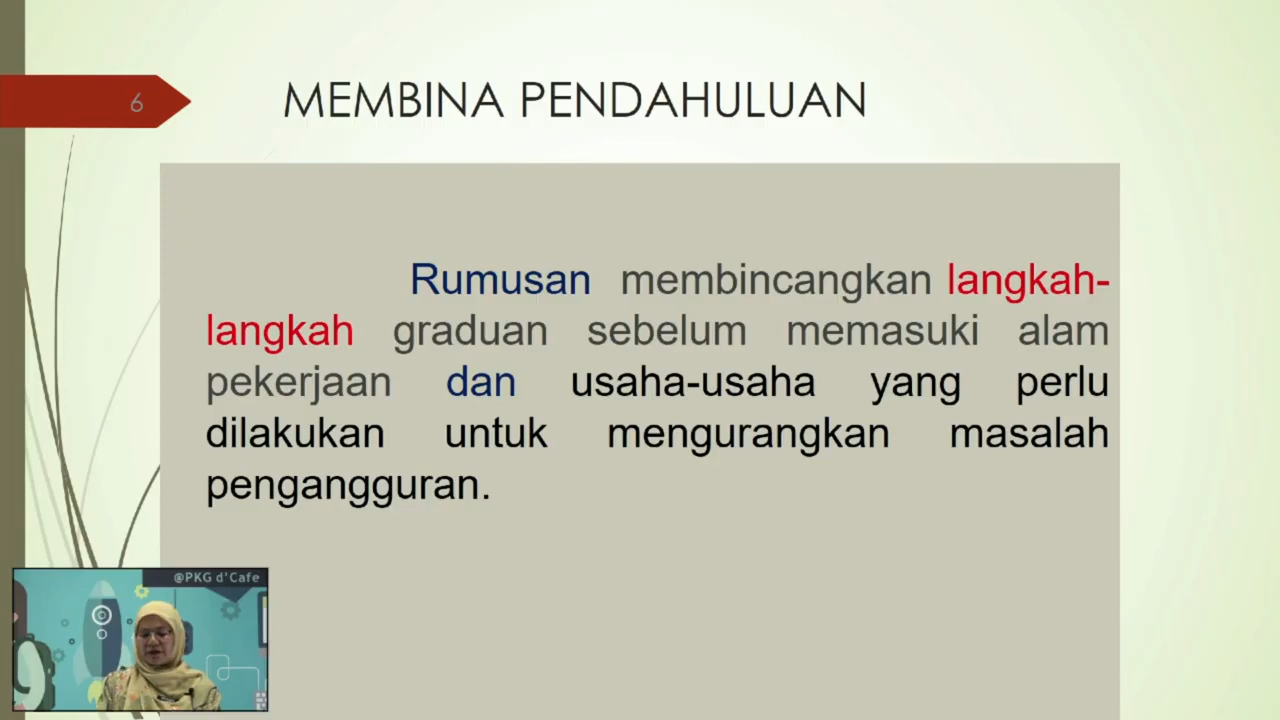 6
MEMBINA PENDAHULUAN
Rumusan membincangkan langkah-
langkah graduan sebelum memasuki alam
pekerjaan dan usaha-usaha yang perlu
dilakukan untuk mengurangkan masalah
pengangguran.
@PKG d'Cafe